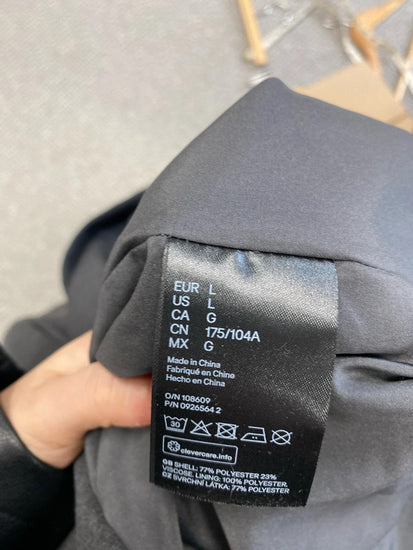 EUR L
US L
CA G
CN 175/104A
MX G
Made in China
Fabriqué en Chine
Hecho en China
O/N 108609
P/N 0926564 2
30
clevercare.info
GB SHELL: 77% POLYESTER 23%
VISCOSE. LINING: 100% POLYESTER.
CZ SVRCHNÍ LÁTKA: 77% POLYESTER